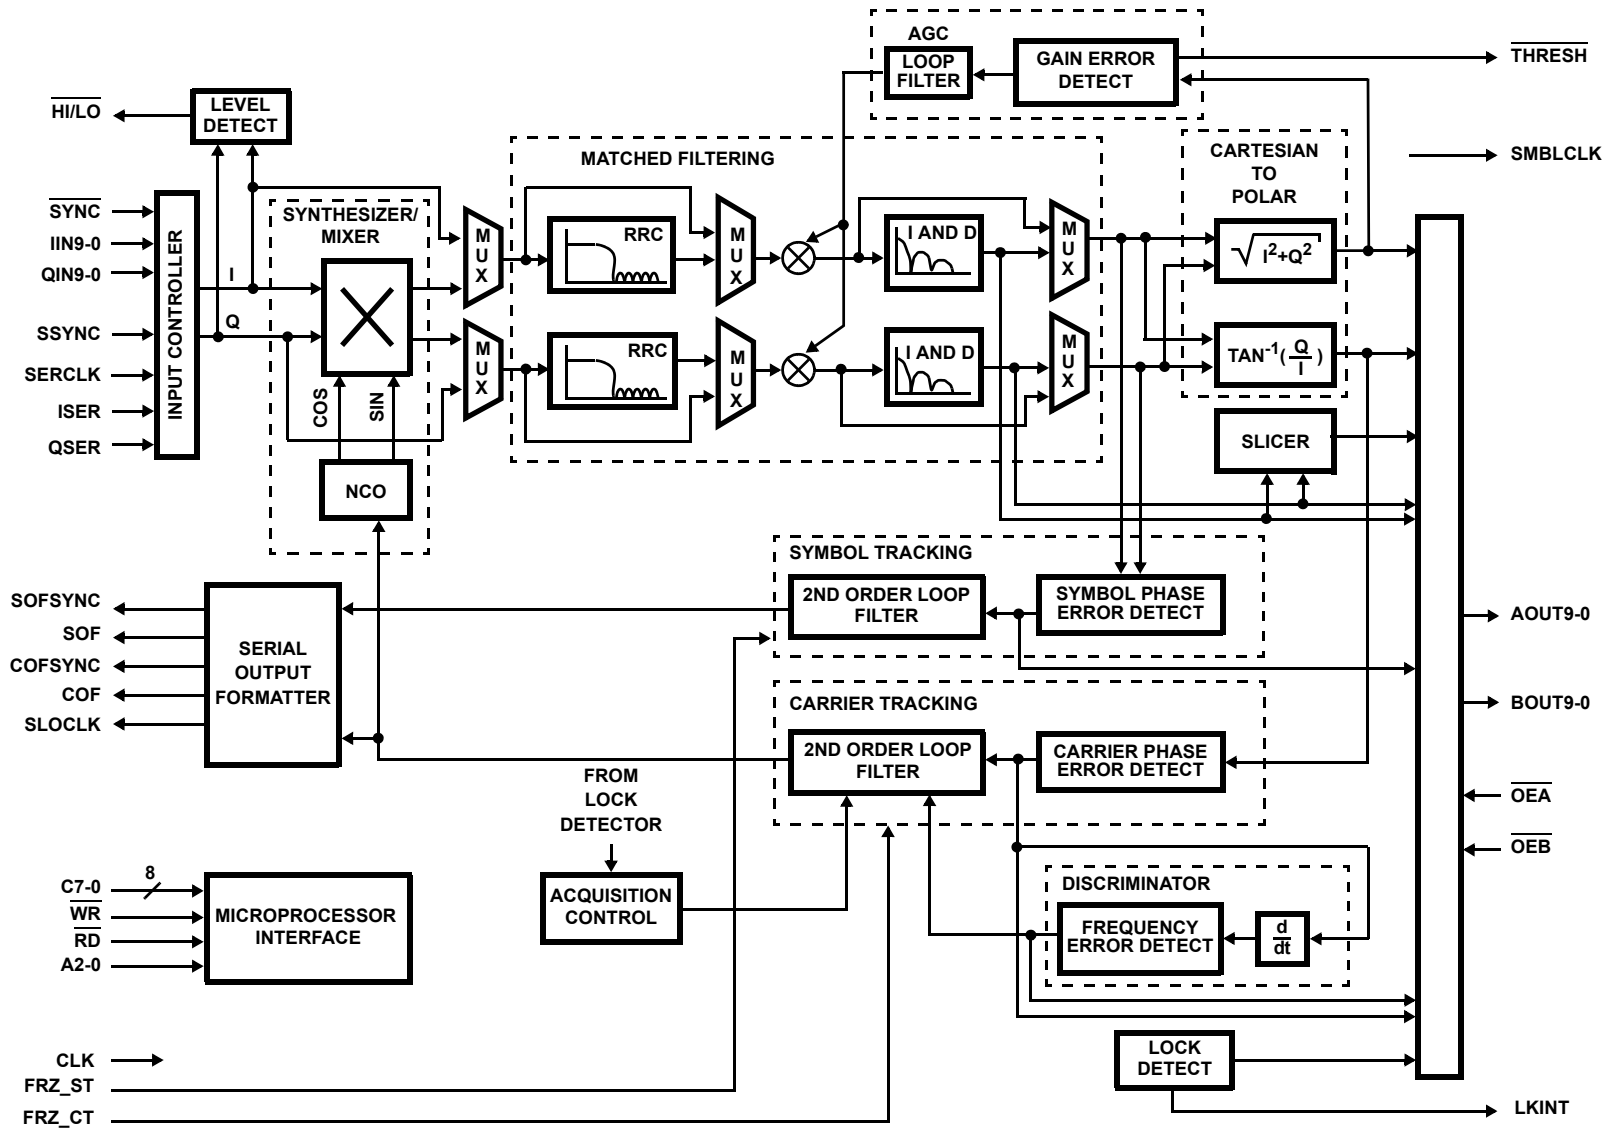 AGC
LOOP
FILTER
GAIN ERROR
DETECT
THRESH
HI/LO
LEVEL
DETECT
MATCHED FILTERING
CARTESIAN
TO
POLAR
SMBLCLK
SYNC
IIN9-0
QIN9-0
SSYNC
SERCLK
ISER
QSER
INPUT CONTROLLER
I
Q
SYNTHESIZER/
MIXER
COS
SIN
NCO
MUX
MUX
RRC
RRC
MUX
MUX
I AND D
I AND D
MUX
MUX
√I²+Q²
TAN⁻¹(Q/I)
SLICER
SYMBOL TRACKING
2ND ORDER LOOP
FILTER
SYMBOL PHASE
ERROR DETECT
SOFSYNC
SOF
COFSYNC
COF
SLOCLK
SERIAL
OUTPUT
FORMATTER
AOUT9-0
BOUT9-0
OEA
OEB
CARRIER TRACKING
2ND ORDER LOOP
FILTER
CARRIER PHASE
ERROR DETECT
FROM
LOCK
DETECTOR
ACQUISITION
CONTROL
DISCRIMINATOR
FREQUENCY
ERROR DETECT
d
dt
C7-0
8
WR
RD
A2-0
MICROPROCESSOR
INTERFACE
CLK
FRZ_ST
FRZ_CT
LOCK
DETECT
LKINT